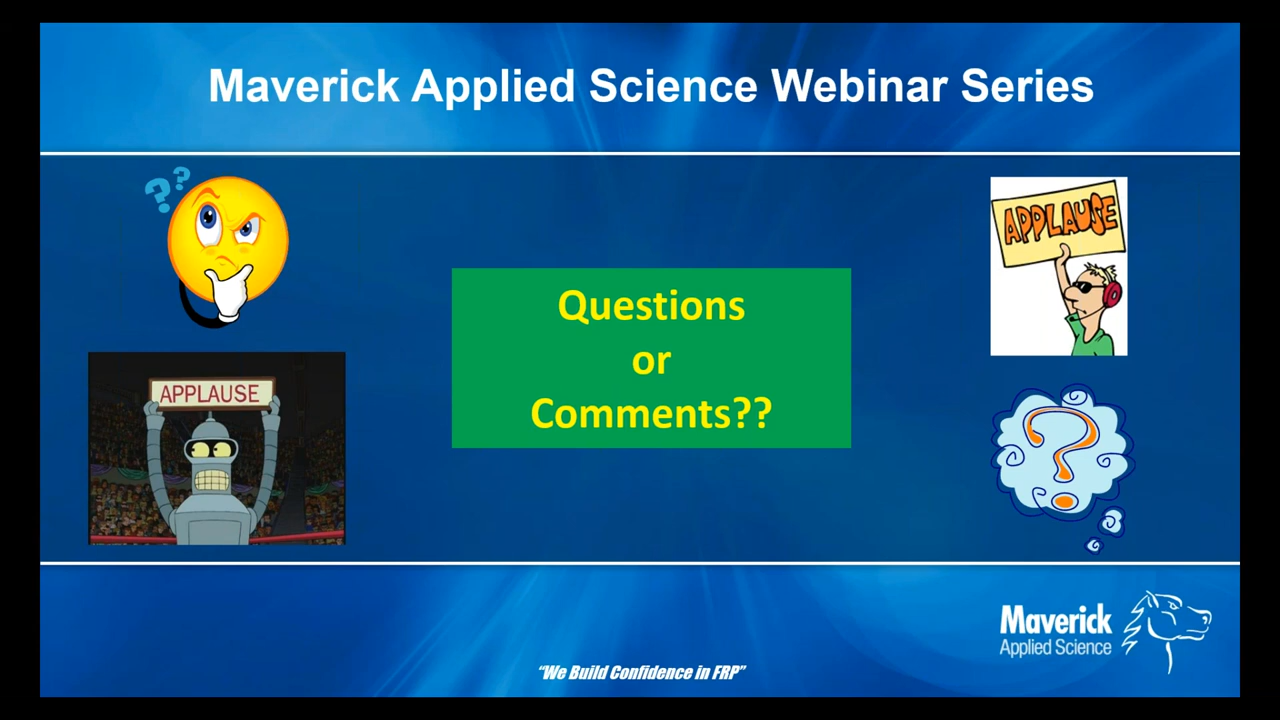 Maverick Applied Science Webinar Series
??
APPLAUSE
APPLAUSE
Questions
or
Comments??
?
Maverick
Applied Science
“We Build Confidence in FRP”